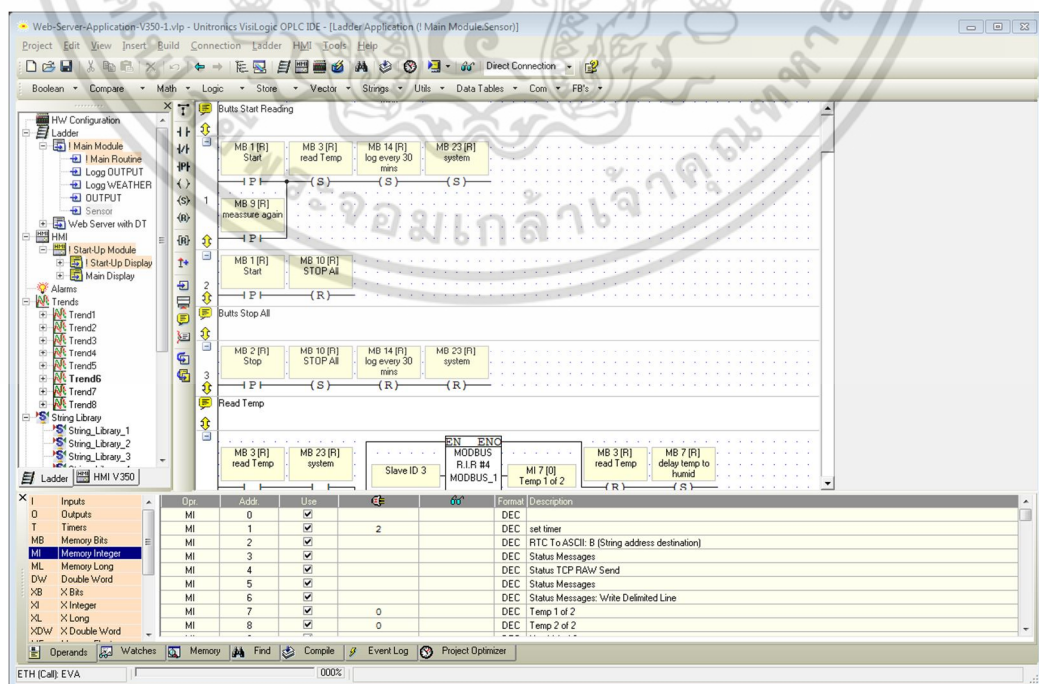 Web-Server-Application-V350-1.vlp - Unitronics VisiLogic OPLC IDE - [Ladder Application (! Main Module.Sensor)]
Project Edit View Insert Build Connection Ladder HMI Tools Help
Direct Connection
Boolean Compare Math Logic Store Vector Strings Utils Data Tables Com FB's
HW Configuration
Ladder
! Main Module
! Main Routine
Logg OUTPUT
Logg WEATHER
OUTPUT
Sensor
Web Server with DT
HMI
! Start-Up Module
! Start-Up Display
Main Display
Alarms
Trends
Trend1
Trend2
Trend3
Trend4
Trend5
Trend6
Trend7
Trend8
String Library
String_Library_1
String_Library_2
String_Library_3
Ladder HMI V350
Butts Start Reading
MB 1 [R] Start
MB 3 [R] read Temp
MB 14 [R] log every 30 mins
MB 23 [R] system
P (S) (S) (S)
1
MB 9 [R] meassure again
P
MB 1 [R] Start
MB 10 [R] STOP All
2
P (R)
Butts Stop All
MB 2 [R] Stop
MB 10 [R] STOP All
MB 14 [R] log every 30 mins
MB 23 [R] system
3
P (S) (R) (R)
Read Temp
MB 3 [R] read Temp
MB 23 [R] system
Slave ID 3
EN ENO
MODBUS
R.I.R #4
MODBUS_1
MI 7 [0] Temp 1 of 2
MB 3 [R] read Temp
MB 7 [R] delay temp to humid
(R) (S)
I Inputs
O Outputs
T Timers
MB Memory Bits
MI Memory Integer
ML Memory Long
DW Double Word
XB X Bits
XI X Integer
XL X Long
XDW X Double Word
Opr. Addr. Use Format Description
MI 0 DEC
MI 1 2 DEC set timer
MI 2 DEC RTC To ASCII: B (String address destination)
MI 3 DEC Status Messages
MI 4 DEC Status TCP RAW Send
MI 5 DEC Status Messages
MI 6 DEC Status Messages: Write Delimited Line
MI 7 0 DEC Temp 1 of 2
MI 8 0 DEC Temp 2 of 2
Operands Watches Memory Find Compile Event Log Project Optimizer
ETH (Call): EVA 000%